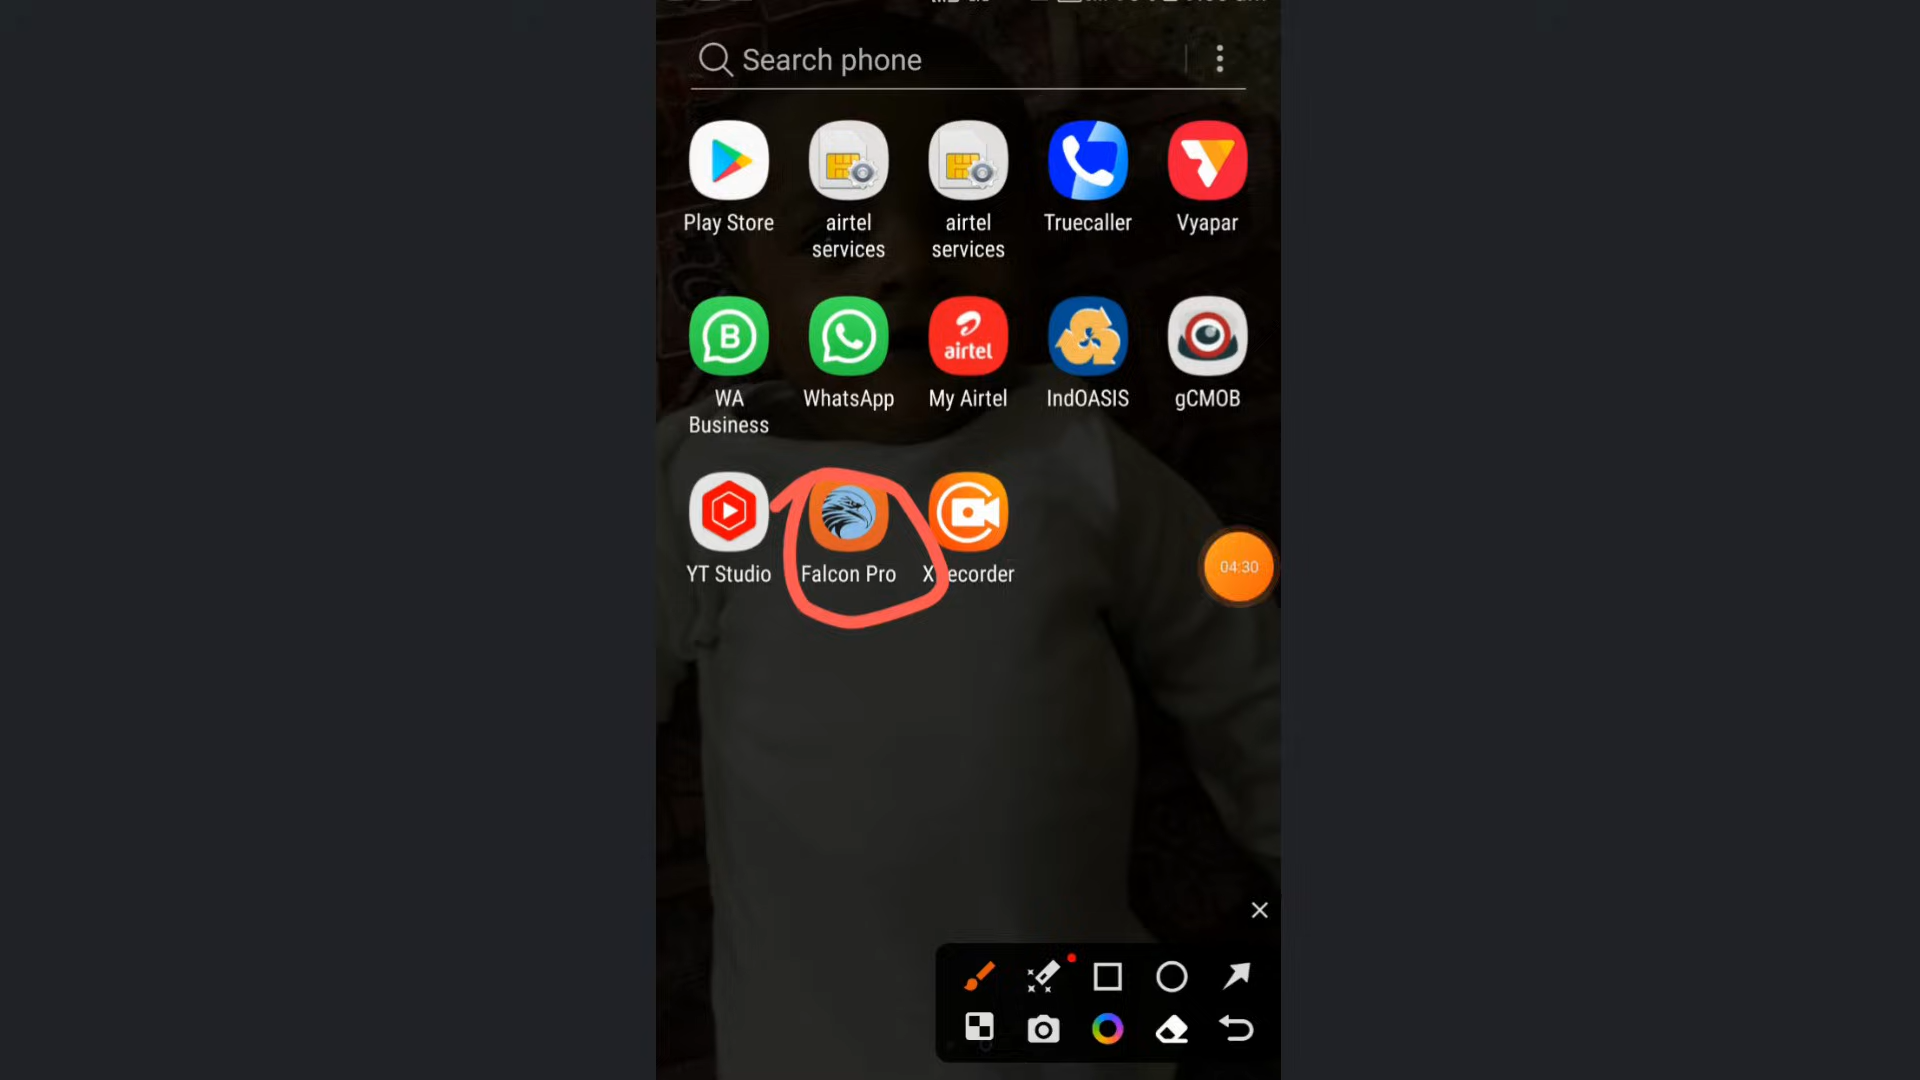 Search phone
Play Store
airtel
services
airtel
services
Truecaller
Vyapar
B
airtel
WA
Business
WhatsApp
My Airtel
IndOASIS
gCMOB
YT Studio
Falcon Pro
04:30